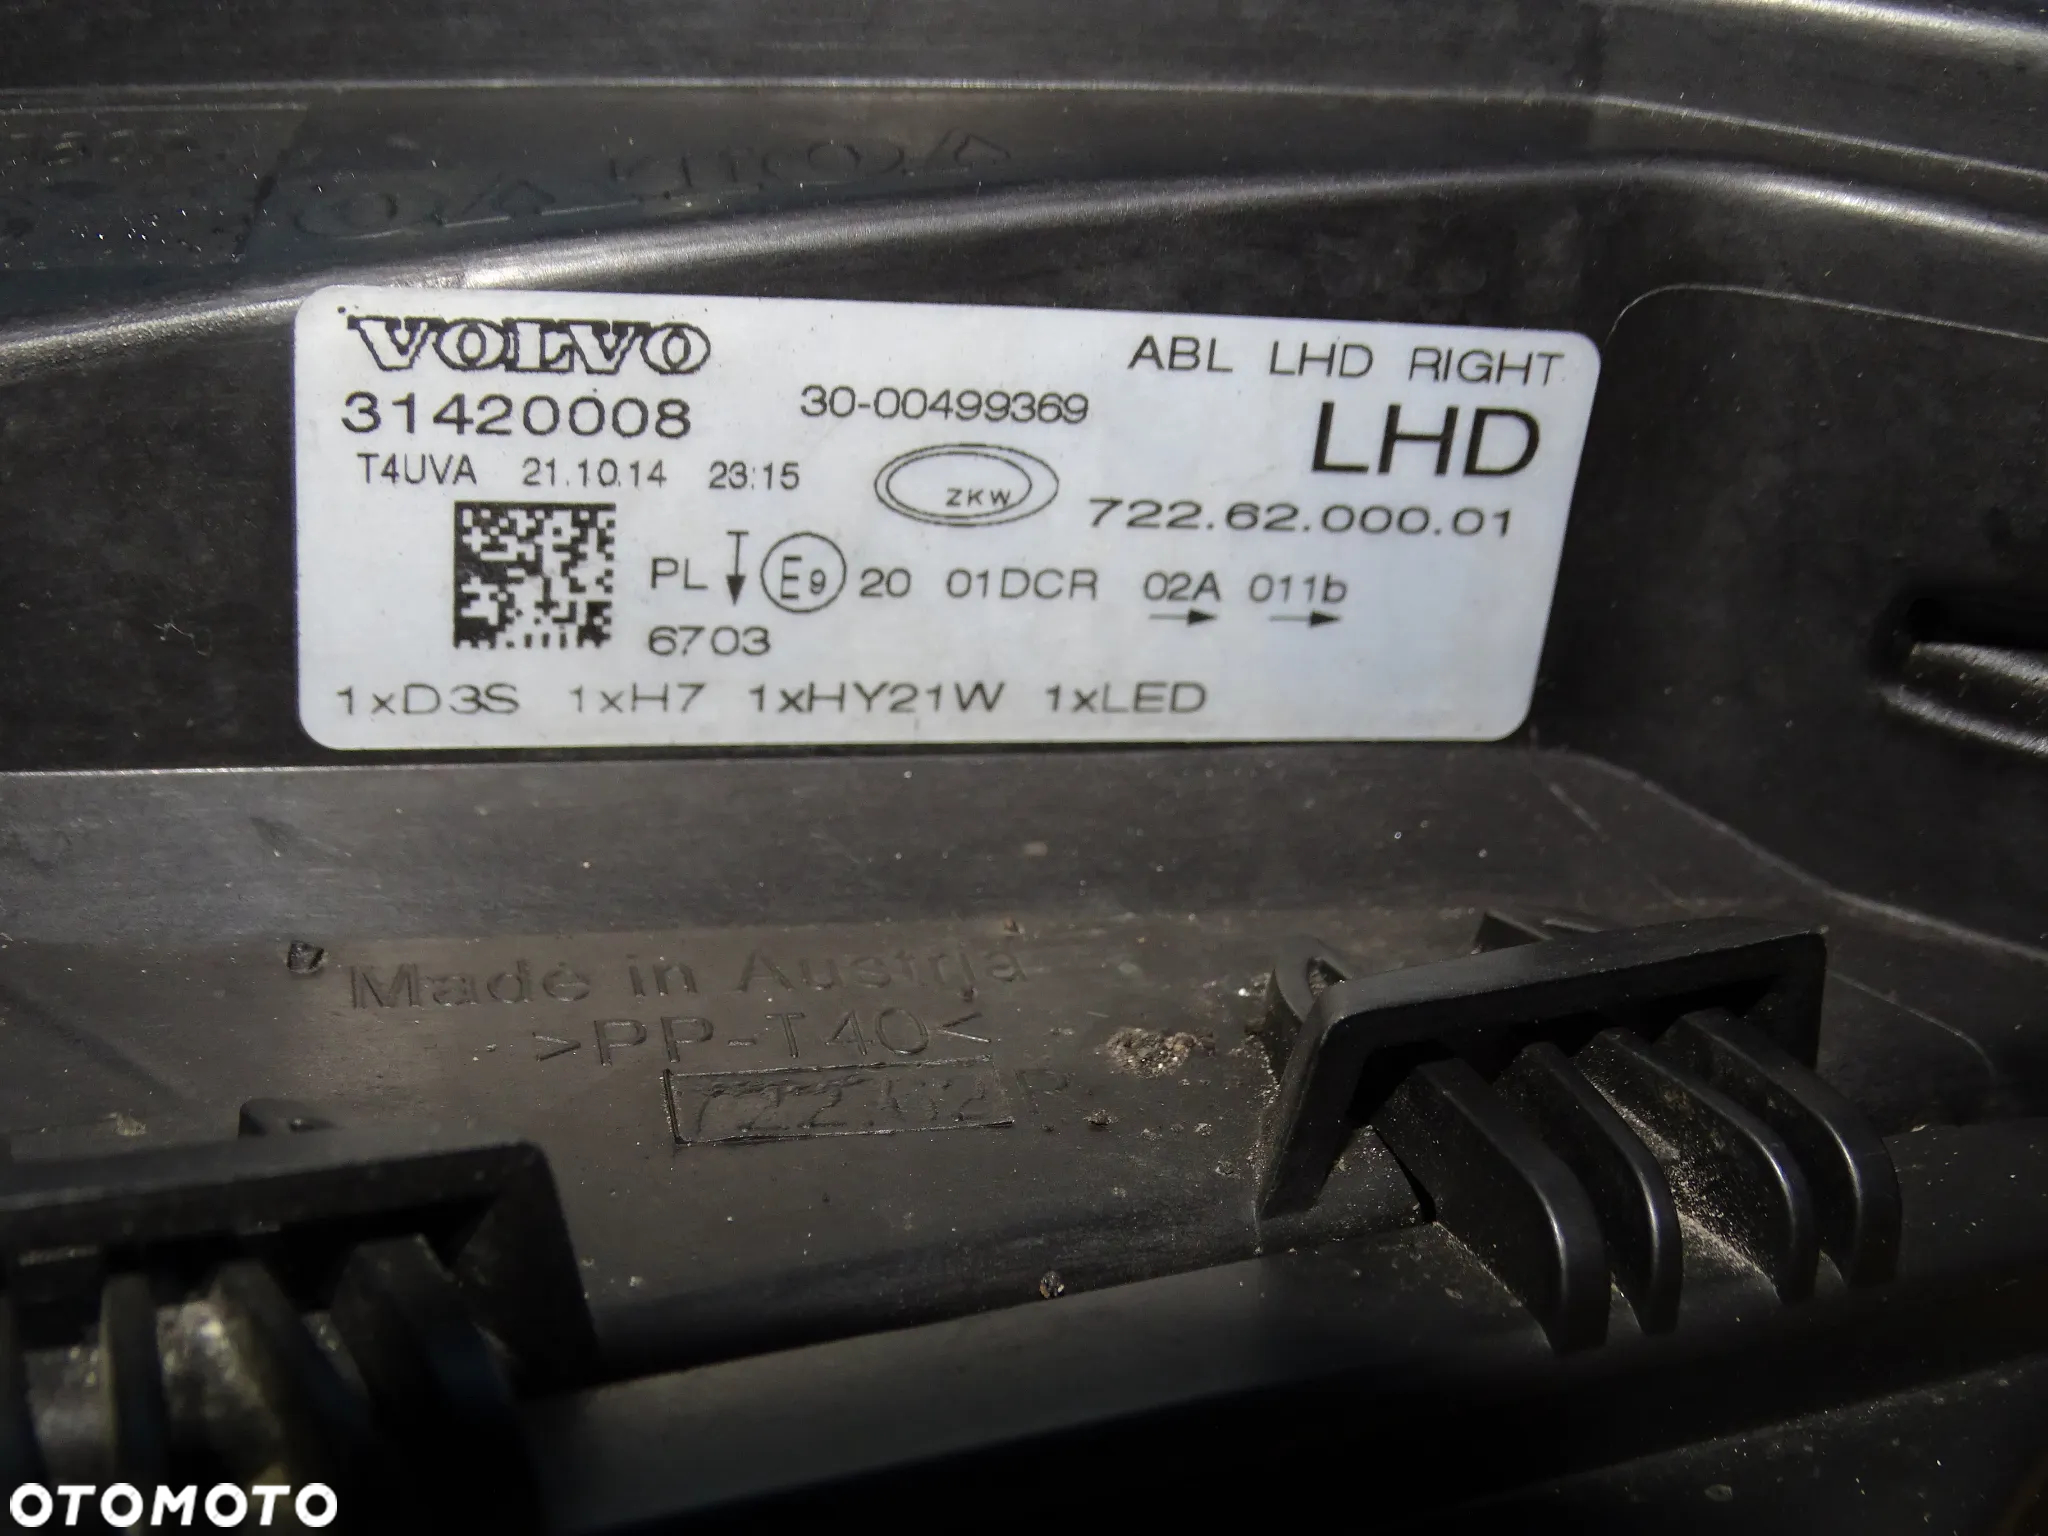 VOLVO
ABL LHD RIGHT
31420008 30-00499369 LHD
T4UVA 21.10.14 23:15 ZKW 722.62.000.01
PL E9 20 01DCR 02A 011b
6703
1xD3S 1xH7 1xHY21W 1xLED
Made in Austria
>PP-T40<
722.62 R
OTOMOTO